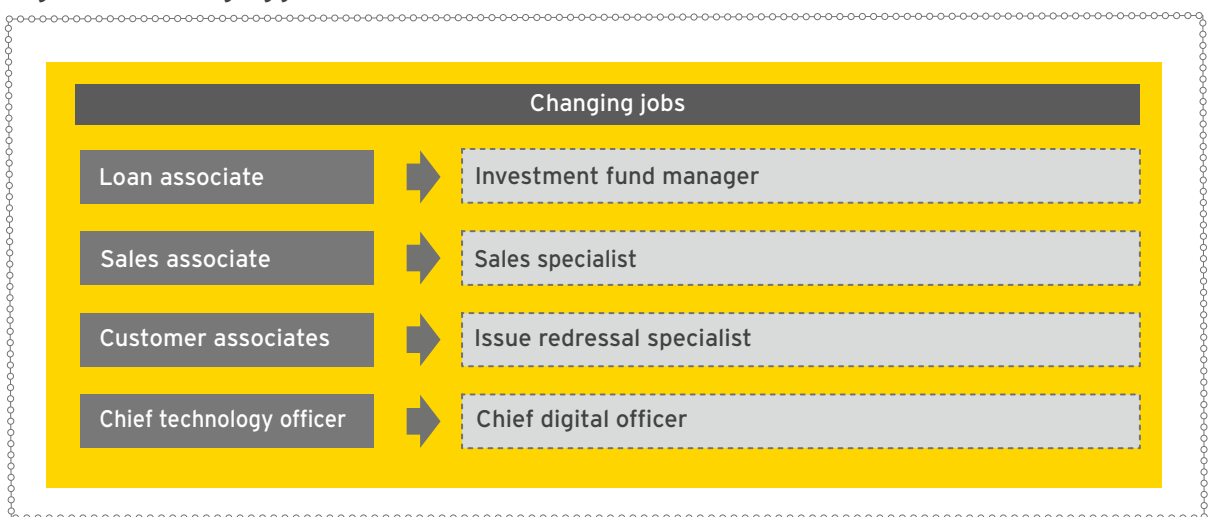 Changing jobs
Loan associate
Investment fund manager
Sales associate
Sales specialist
Customer associates
Issue redressal specialist
Chief technology officer
Chief digital officer